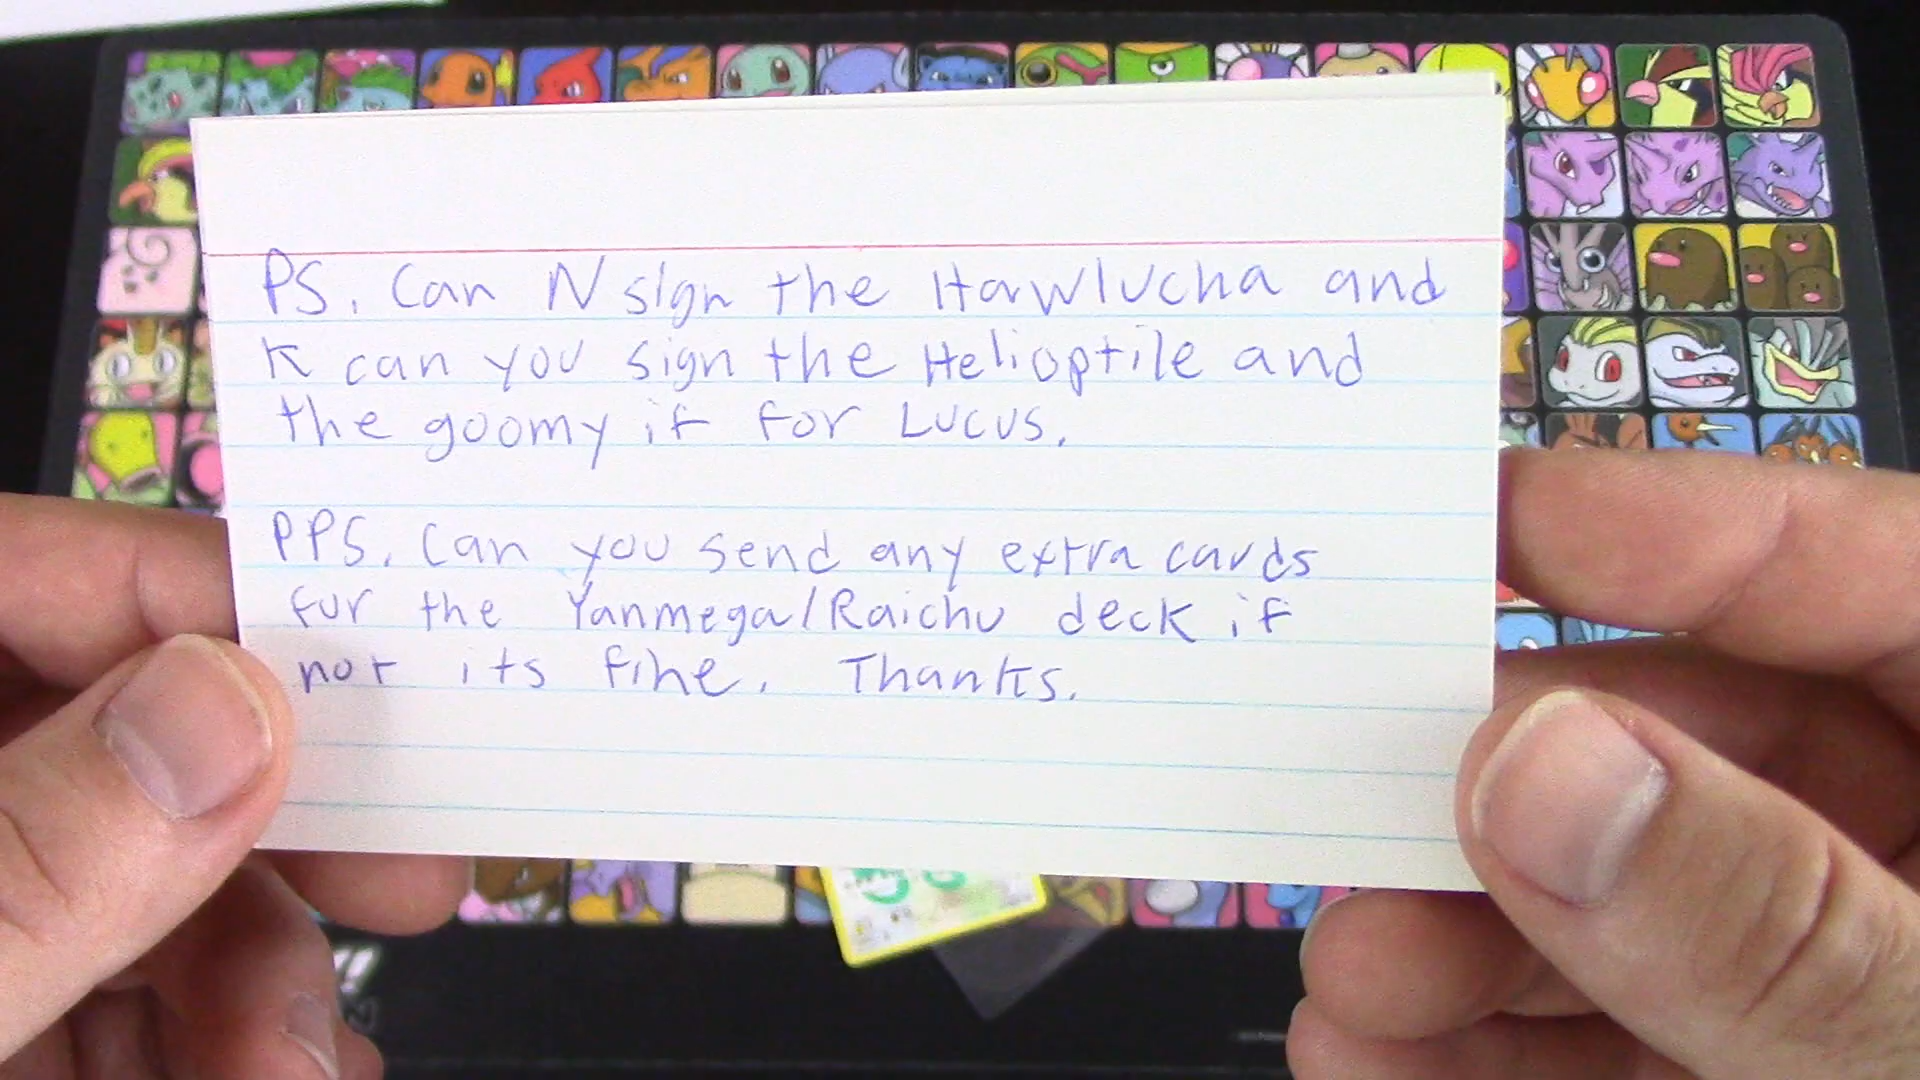 PS. Can N sign the Hawlucha and
K can you sign the Helioptile and
the goomy if for Lucus.
PPS. Can you send any extra cards
fur the Yanmega/Raichu deck if
not its fine. Thanks.